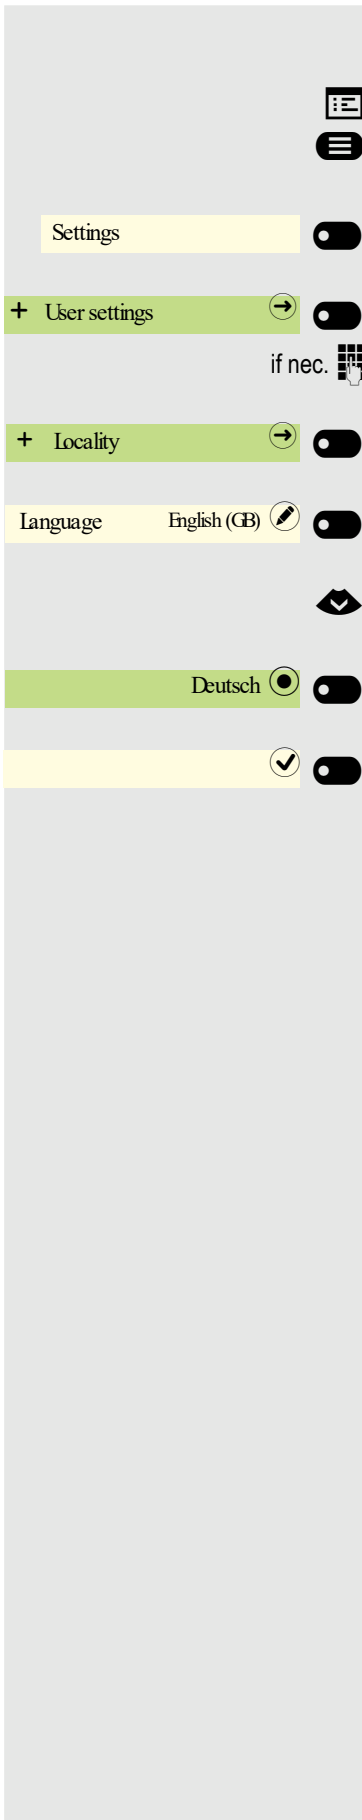 Settings
+ User settings
if nec.
+ Locality
Language English (GB)
Deutsch